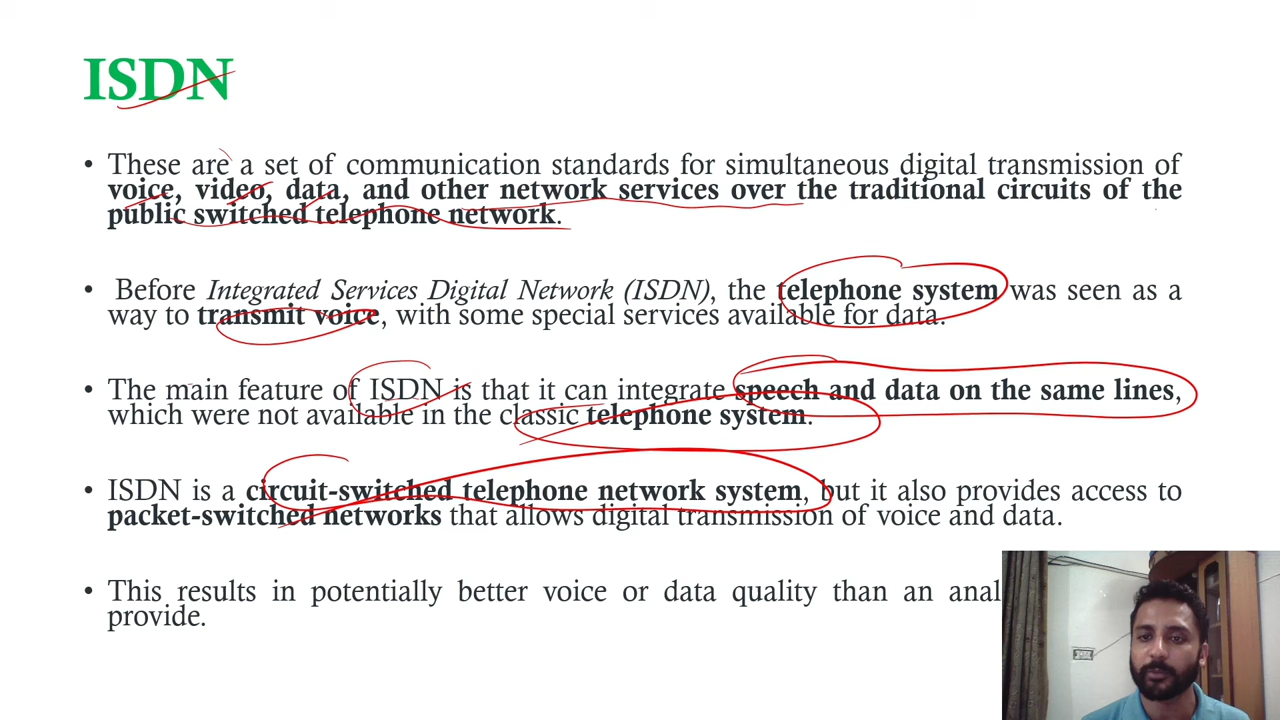 ISDN
• These are a set of communication standards for simultaneous digital transmission of
voice, video, data, and other network services over the traditional circuits of the
public switched telephone network.
• Before Integrated Services Digital Network (ISDN), the telephone system was seen as a
way to transmit voice, with some special services available for data.
• The main feature of ISDN is that it can integrate speech and data on the same lines,
which were not available in the classic telephone system.
• ISDN is a circuit-switched telephone network system, but it also provides access to
packet-switched networks that allows digital transmission of voice and data.
• This results in potentially better voice or data quality than an
provide.